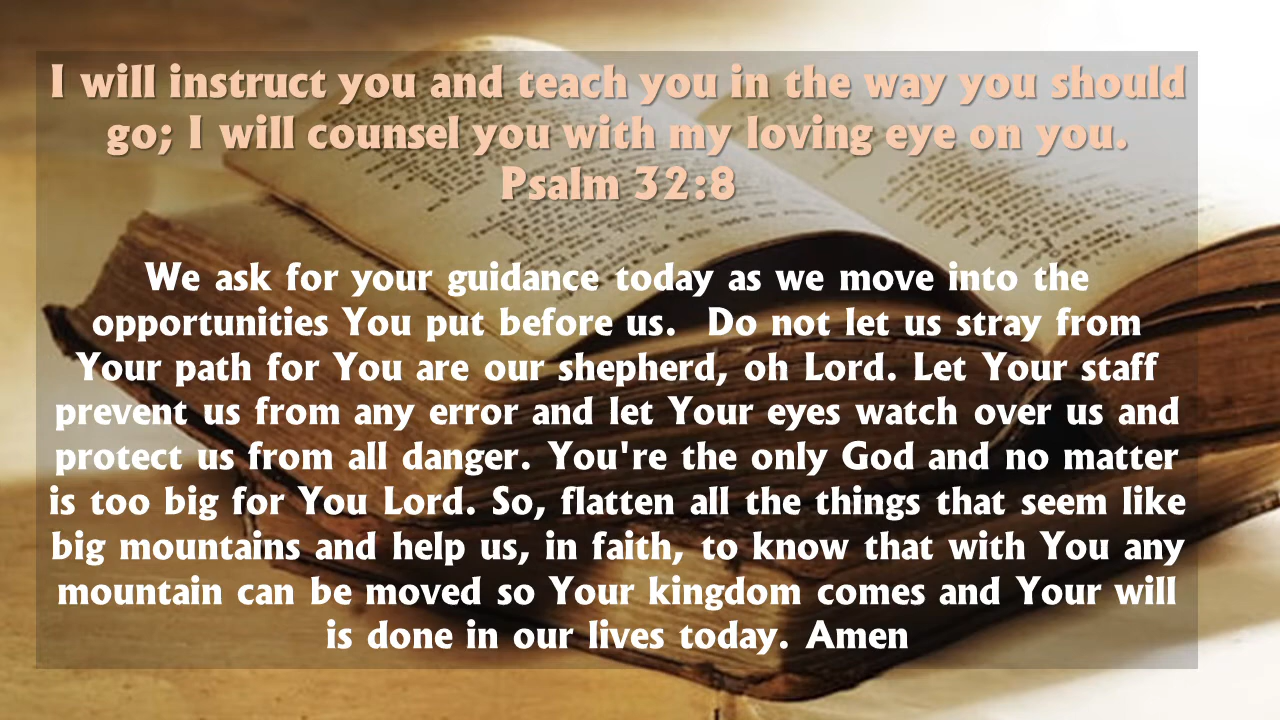 I will instruct you and teach you in the way you should
go; I will counsel you with my loving eye on you.
Psalm 32:8
We ask for your guidance today as we move into the
opportunities You put before us.  Do not let us stray from
Your path for You are our shepherd, oh Lord. Let Your staff
prevent us from any error and let Your eyes watch over us and
protect us from all danger. You're the only God and no matter
is too big for You Lord. So, flatten all the things that seem like
big mountains and help us, in faith, to know that with You any
mountain can be moved so Your kingdom comes and Your will
is done in our lives today. Amen